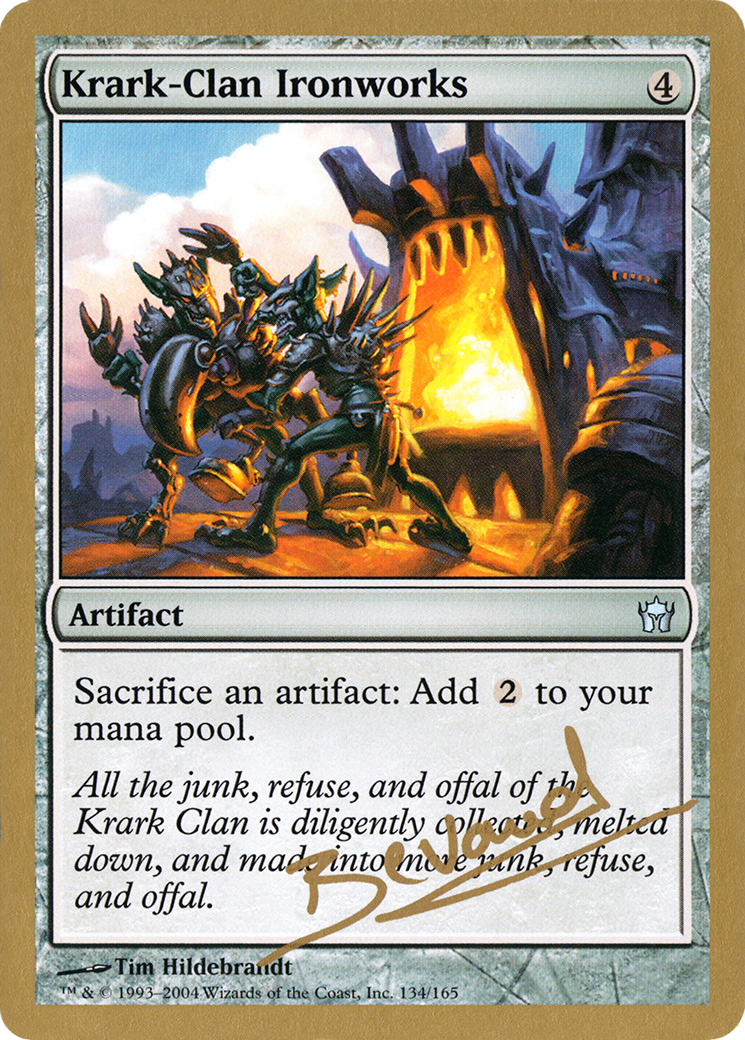 Krark-Clan Ironworks
4
Artifact
Sacrifice an artifact: Add 2 to your
mana pool.
All the junk, refuse, and offal of the
Krark Clan is diligently collected, melted
down, and made into more junk, refuse,
and offal.
Bevand
Tim Hildebrandt
™ & © 1993–2004 Wizards of the Coast, Inc. 134/165